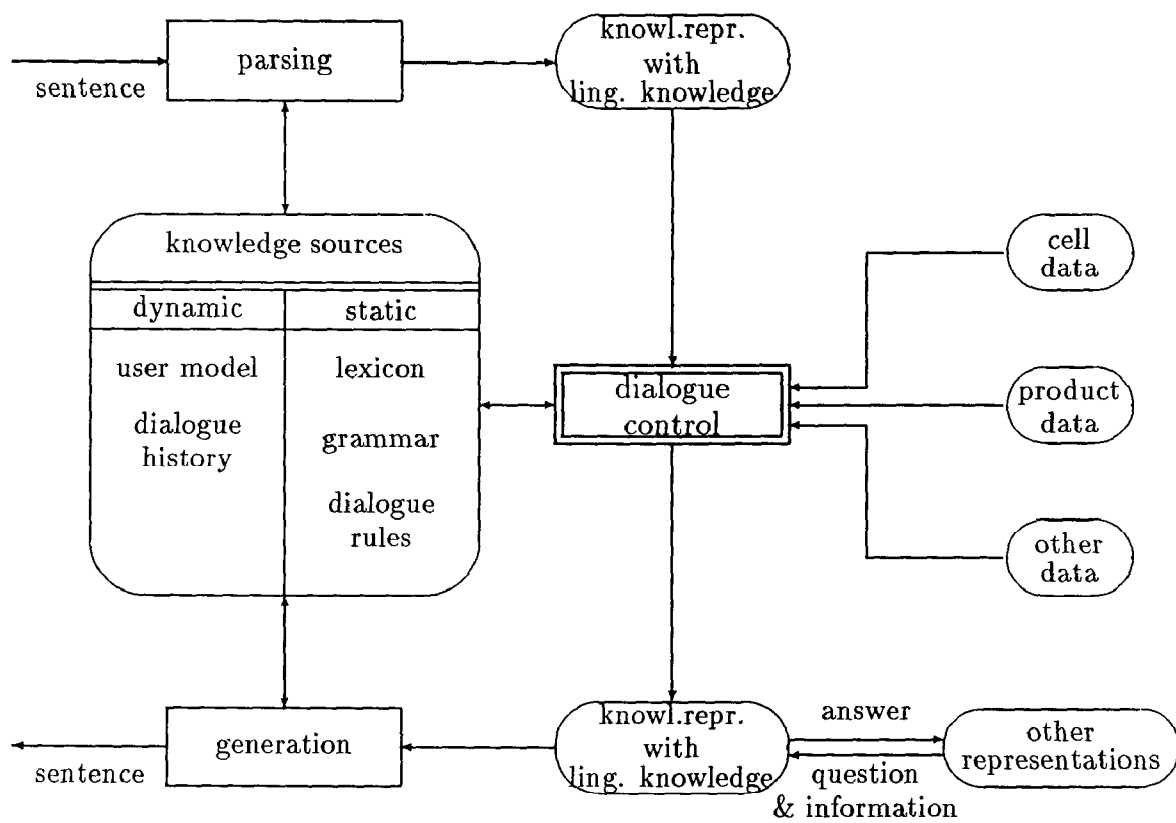 sentence
parsing
knowl.repr.
with
ling. knowledge
knowledge sources
dynamic
static
user model
dialogue
history
lexicon
grammar
dialogue
rules
dialogue
control
cell
data
product
data
other
data
sentence
generation
knowl.repr.
with
ling. knowledge
answer
question
& information
other
representations